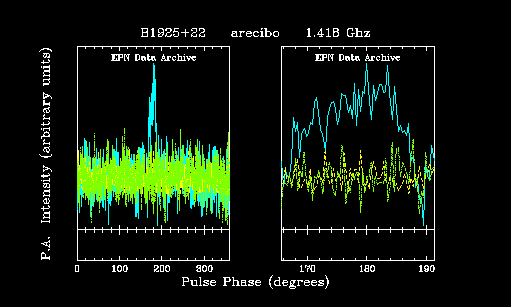 B1925+22 arecibo 1.418 Ghz
EPN Data Archive EPN Data Archive
P.A. Intensity (arbitrary units)
0 100 200 300 170 180 190
Pulse Phase (degrees)